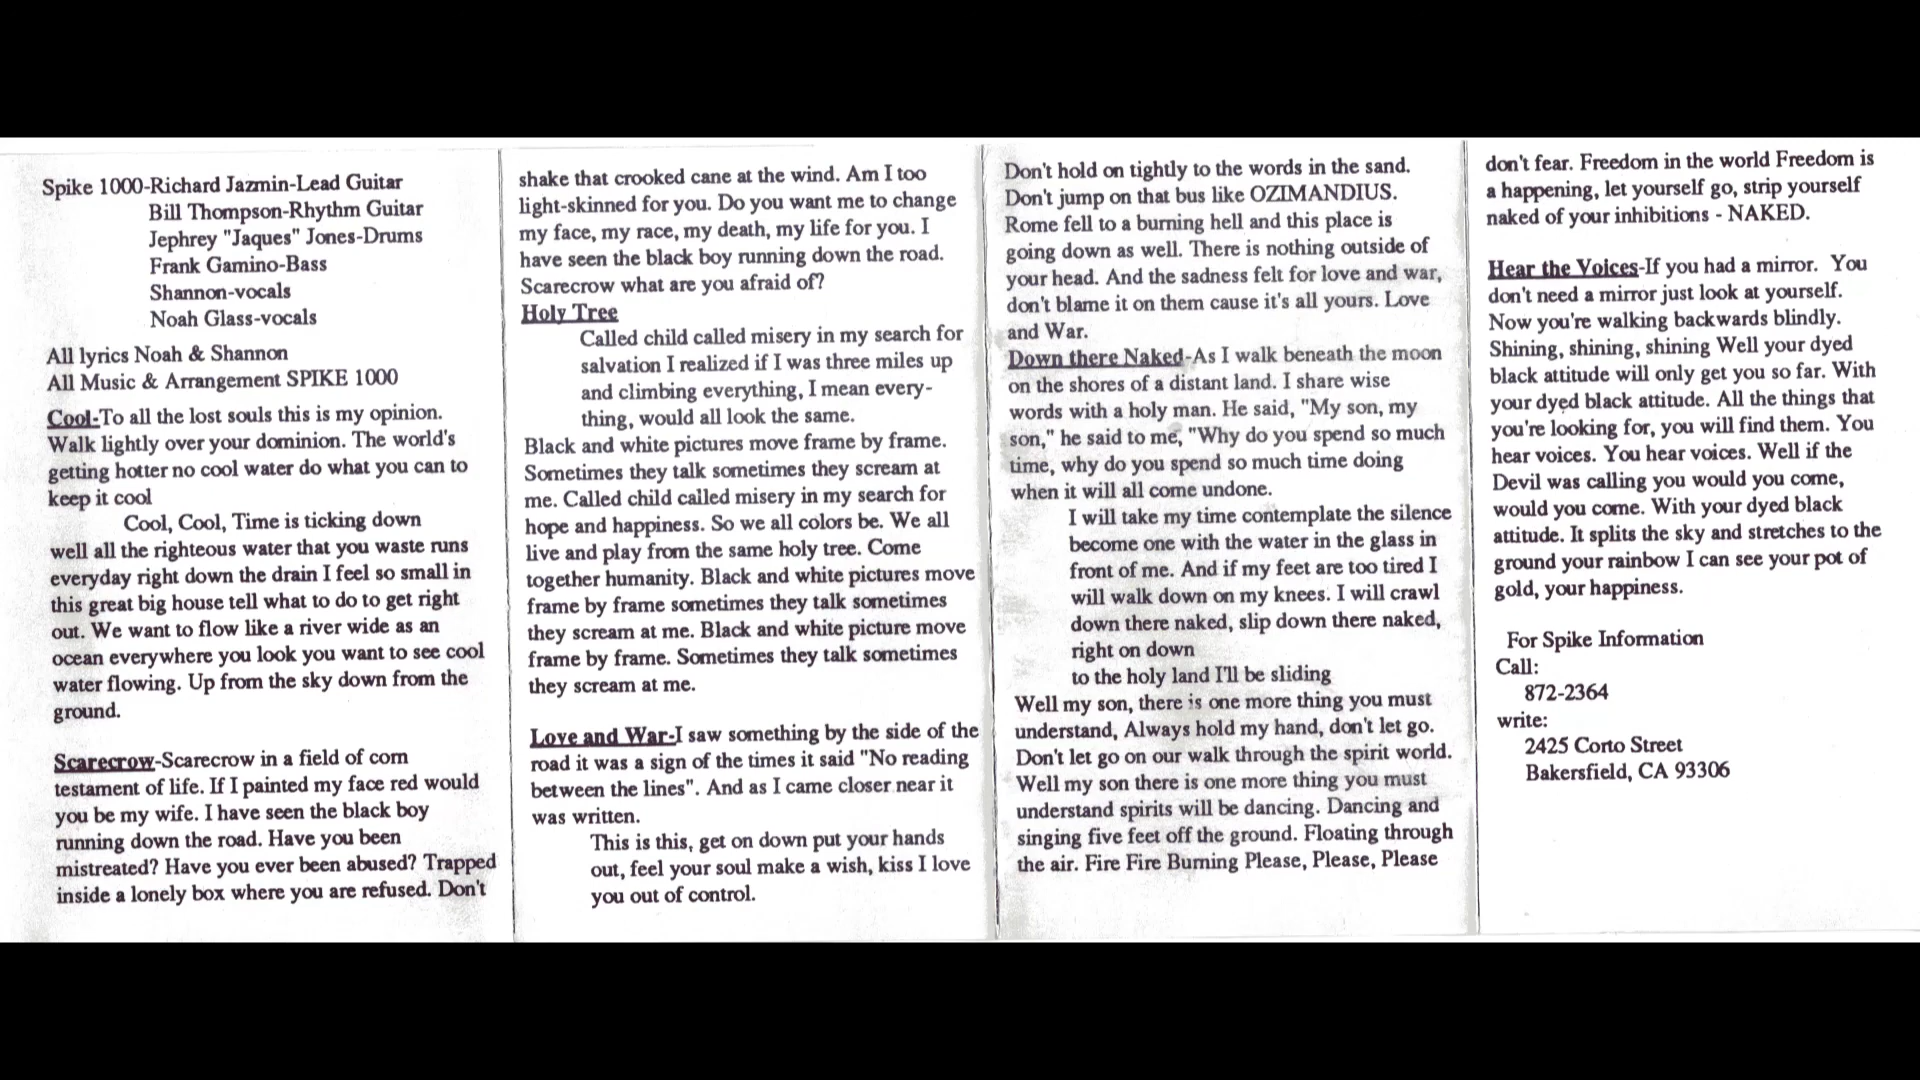 Spike 1000-Richard Jazmin-Lead Guitar
Bill Thompson-Rhythm Guitar
Jephrey "Jaques" Jones-Drums
Frank Gamino-Bass
Shannon-vocals
Noah Glass-vocals
All lyrics Noah & Shannon
All Music & Arrangement SPIKE 1000
Cool-To all the lost souls this is my opinion.
Walk lightly over your dominion. The world's
getting hotter no cool water do what you can to
keep it cool
Cool, Cool, Time is ticking down
well all the righteous water that you waste runs
everyday right down the drain I feel so small in
this great big house tell what to do to get right
out. We want to flow like a river wide as an
ocean everywhere you look you want to see cool
water flowing. Up from the sky down from the
ground.
Scarecrow-Scarecrow in a field of corn
testament of life. If I painted my face red would
you be my wife. I have seen the black boy
running down the road. Have you been
mistreated? Have you ever been abused? Trapped
inside a lonely box where you are refused. Don't
shake that crooked cane at the wind. Am I too
light-skinned for you. Do you want me to change
my face, my race, my death, my life for you. I
have seen the black boy running down the road.
Scarecrow what are you afraid of?
Holy Tree
Called child called misery in my search for
salvation I realized if I was three miles up
and climbing everything, I mean every-
thing, would all look the same.
Black and white pictures move frame by frame.
Sometimes they talk sometimes they scream at
me. Called child called misery in my search for
hope and happiness. So we all colors be. We all
live and play from the same holy tree. Come
together humanity. Black and white pictures move
frame by frame sometimes they talk sometimes
they scream at me. Black and white picture move
frame by frame. Sometimes they talk sometimes
they scream at me.
Love and War-I saw something by the side of the
road it was a sign of the times it said "No reading
between the lines". And as I came closer near it
was written.
This is this, get on down put your hands
out, feel your soul make a wish, kiss I love
you out of control.
Don't hold on tightly to the words in the sand.
Don't jump on that bus like OZIMANDIUS.
Rome fell to a burning hell and this place is
going down as well. There is nothing outside of
your head. And the sadness felt for love and war,
don't blame it on them cause it's all yours. Love
and War.
Down there Naked-As I walk beneath the moon
on the shores of a distant land. I share wise
words with a holy man. He said, "My son, my
son," he said to me, "Why do you spend so much
time, why do you spend so much time doing
when it will all come undone.
I will take my time contemplate the silence
become one with the water in the glass in
front of me. And if my feet are too tired I
will walk down on my knees. I will crawl
down there naked, slip down there naked,
right on down
to the holy land I'll be sliding
Well my son, there is one more thing you must
understand, Always hold my hand, don't let go.
Don't let go on our walk through the spirit world.
Well my son there is one more thing you must
understand spirits will be dancing. Dancing and
singing five feet off the ground. Floating through
the air. Fire Fire Burning Please, Please, Please
don't fear. Freedom in the world Freedom is
a happening, let yourself go, strip yourself
naked of your inhibitions - NAKED.
Hear the Voices-If you had a mirror. You
don't need a mirror just look at yourself.
Now you're walking backwards blindly.
Shining, shining, shining Well your dyed
black attitude will only get you so far. With
your dyed black attitude. All the things that
you're looking for, you will find them. You
hear voices. You hear voices. Well if the
Devil was calling you would you come,
would you come. With your dyed black
attitude. It splits the sky and stretches to the
ground your rainbow I can see your pot of
gold, your happiness.
For Spike Information
Call:
872-2364
write:
2425 Corto Street
Bakersfield, CA 93306